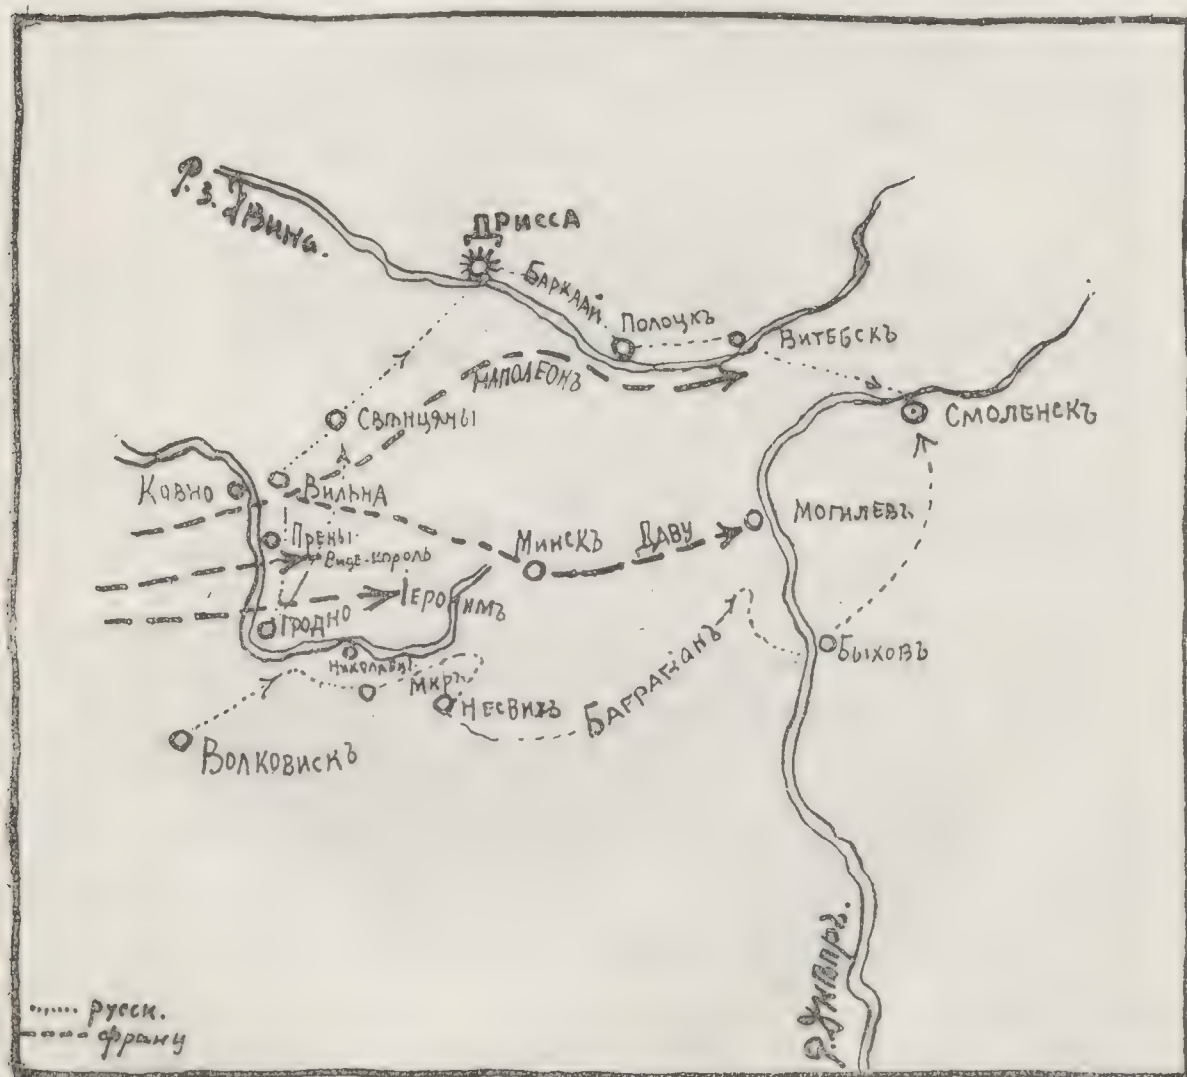 Р. З. Двина.
Дрисса
Барклай
Полоцкъ
Витебскъ
Наполеонъ
Свѣнцяны
Смоленскъ
Ковно
Вильна
Могилевъ
Прены
Минскъ
Даву
Вице-король
Іеронимъ
Гродно
Николаевъ
Миръ
Быховъ
Несвижъ
Багратіанъ
Волковискъ
р. Днѣпръ.
русск.
франц